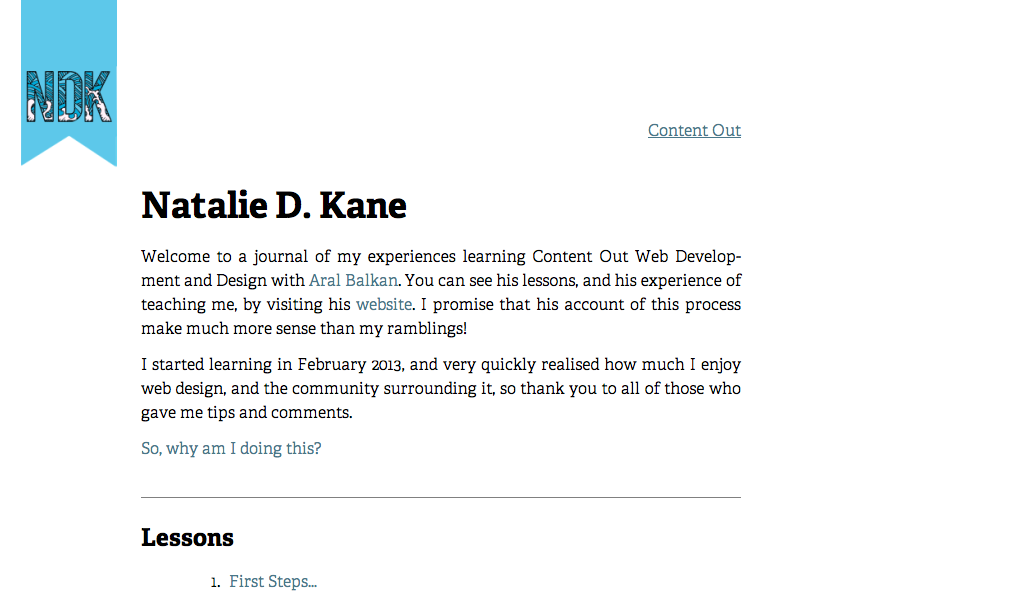 NDK
Content Out
Natalie D. Kane
Welcome to a journal of my experiences learning Content Out Web Develop-
ment and Design with Aral Balkan. You can see his lessons, and his experience of
teaching me, by visiting his website. I promise that his account of this process
make much more sense than my ramblings!
I started learning in February 2013, and very quickly realised how much I enjoy
web design, and the community surrounding it, so thank you to all of those who
gave me tips and comments.
So, why am I doing this?
Lessons
1. First Steps...